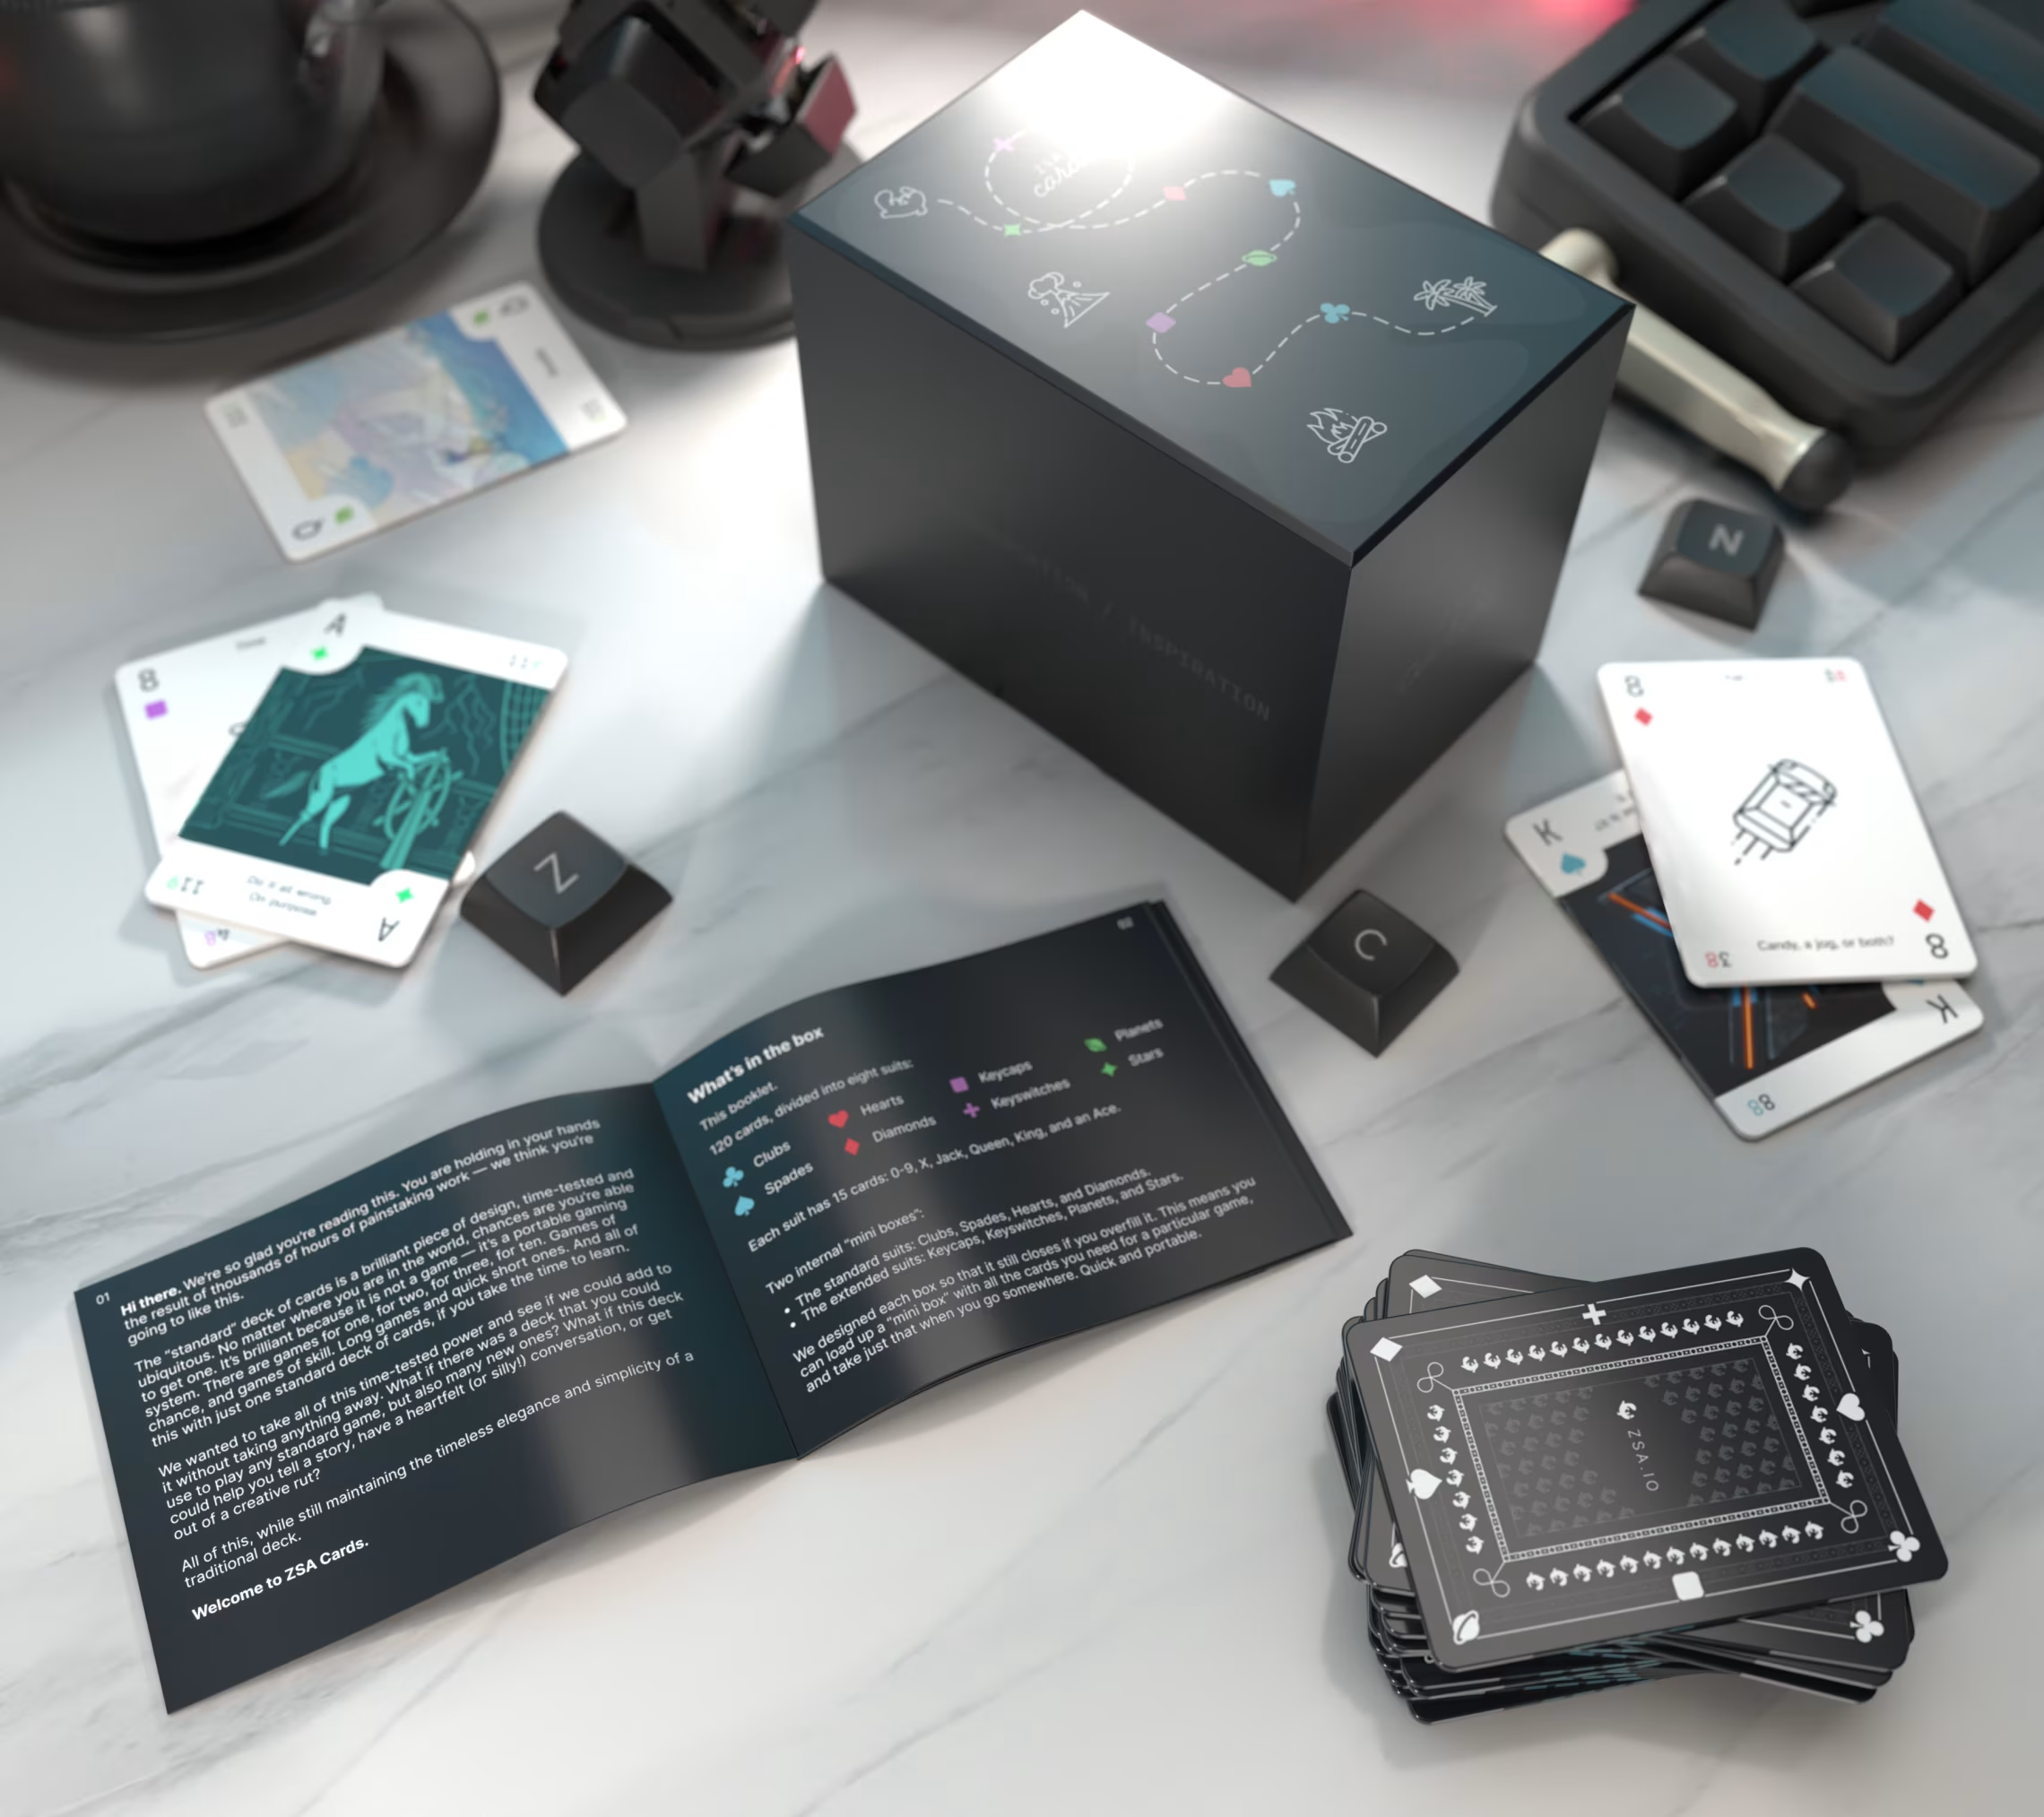 ZSA
cards
INSPIRATION
Q
8
A
11
Do it all wrong.
On purpose
11
A
48
Z
N
C
8
K
Candy, a jog, or both?
38
8
K
88
01
Hi there. We're so glad you're reading this. You are holding in your hands
the result of thousands of hours of painstaking work — we think you're
going to like this.
The "standard" deck of cards is a brilliant piece of design, time-tested and
ubiquitous. No matter where you are in the world, chances are you're able
to get one. It's brilliant because it is not a game — it's a portable gaming
system. There are games for one, for two, for three, for ten. Games of
chance, and games of skill. Long games and quick short ones. And all of
this with just one standard deck of cards, if you take the time to learn.
We wanted to take all of this time-tested power and see if we could add to
it without taking anything away. What if there was a deck that you could
use to play any standard game, but also many new ones? What if this deck
could help you tell a story, have a heartfelt (or silly!) conversation, or get
out of a creative rut?
All of this, while still maintaining the timeless elegance and simplicity of a
traditional deck.
Welcome to ZSA Cards.
02
What's in the box
This booklet.
120 cards, divided into eight suits:
Clubs
Spades
Hearts
Diamonds
Keycaps
Keyswitches
Planets
Stars
Each suit has 15 cards: 0-9, X, Jack, Queen, King, and an Ace.
Two internal "mini boxes":
• The standard suits: Clubs, Spades, Hearts, and Diamonds.
• The extended suits: Keycaps, Keyswitches, Planets, and Stars.
We designed each box so that it still closes if you overfill it. This means you
can load up a "mini box" with all the cards you need for a particular game,
and take just that when you go somewhere. Quick and portable.
ZSA.IO